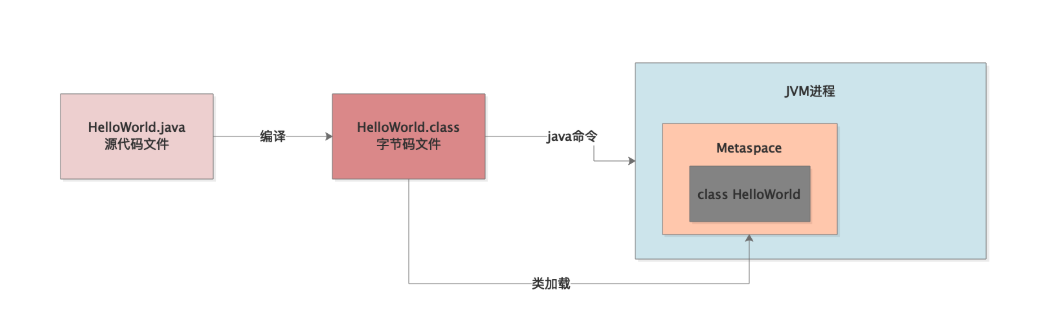 HelloWorld.java
源代码文件
编译
HelloWorld.class
字节码文件
java命令
JVM进程
Metaspace
class HelloWorld
类加载